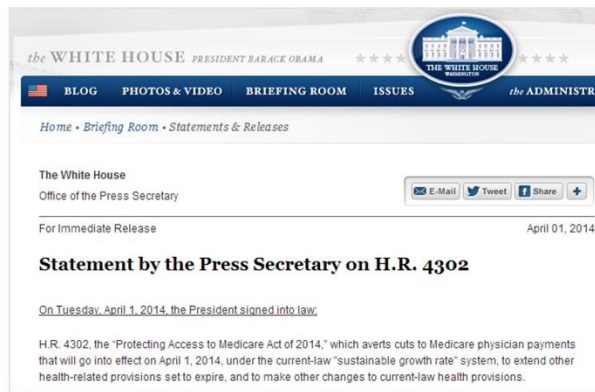 the WHITE HOUSE PRESIDENT BARACK OBAMA
THE WHITE HOUSE
WASHINGTON
BLOG PHOTOS & VIDEO BRIEFING ROOM ISSUES the ADMINISTR
Home • Briefing Room • Statements & Releases
The White House
Office of the Press Secretary
E-Mail Tweet Share +
For Immediate Release April 01, 2014
Statement by the Press Secretary on H.R. 4302
On Tuesday, April 1, 2014, the President signed into law:
H.R. 4302, the “Protecting Access to Medicare Act of 2014,” which averts cuts to Medicare physician payments
that will go into effect on April 1, 2014, under the current-law "sustainable growth rate" system, to extend other
health-related provisions set to expire, and to make other changes to current-law health provisions.